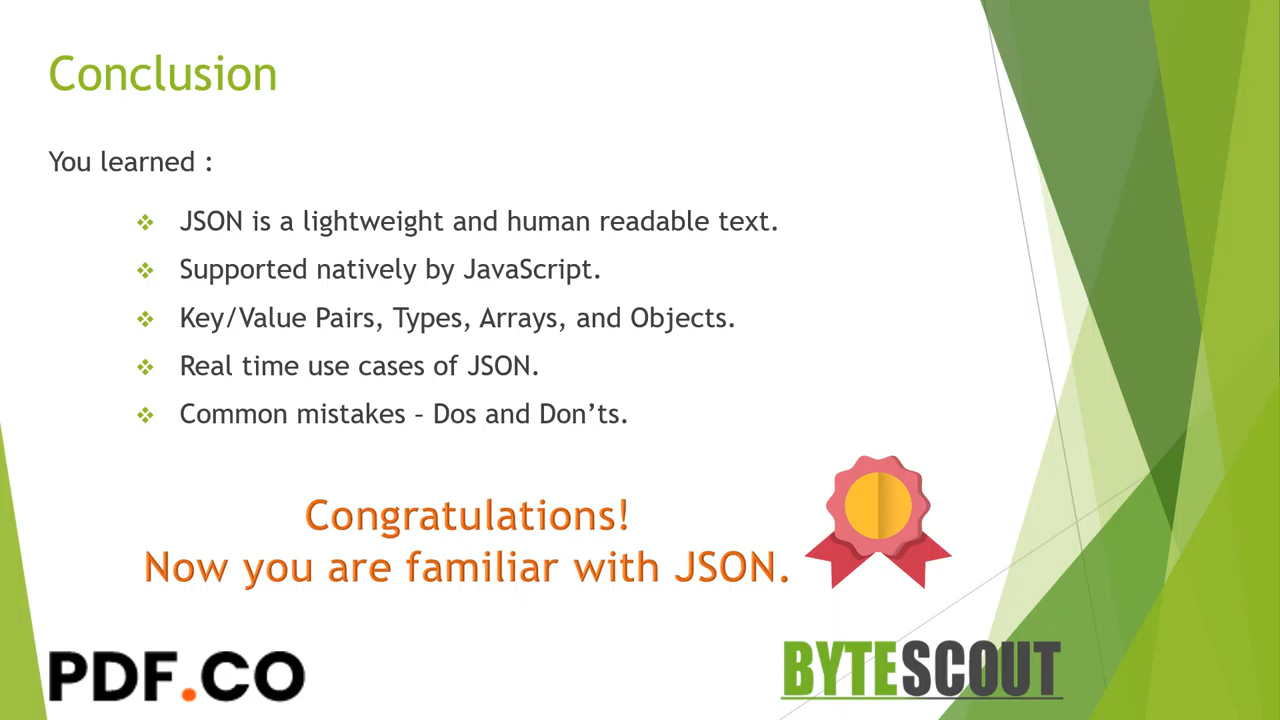 Conclusion
You learned :
JSON is a lightweight and human readable text.
Supported natively by JavaScript.
Key/Value Pairs, Types, Arrays, and Objects.
Real time use cases of JSON.
Common mistakes – Dos and Don’ts.
Congratulations!
Now you are familiar with JSON.
PDF.CO
BYTESCOUT